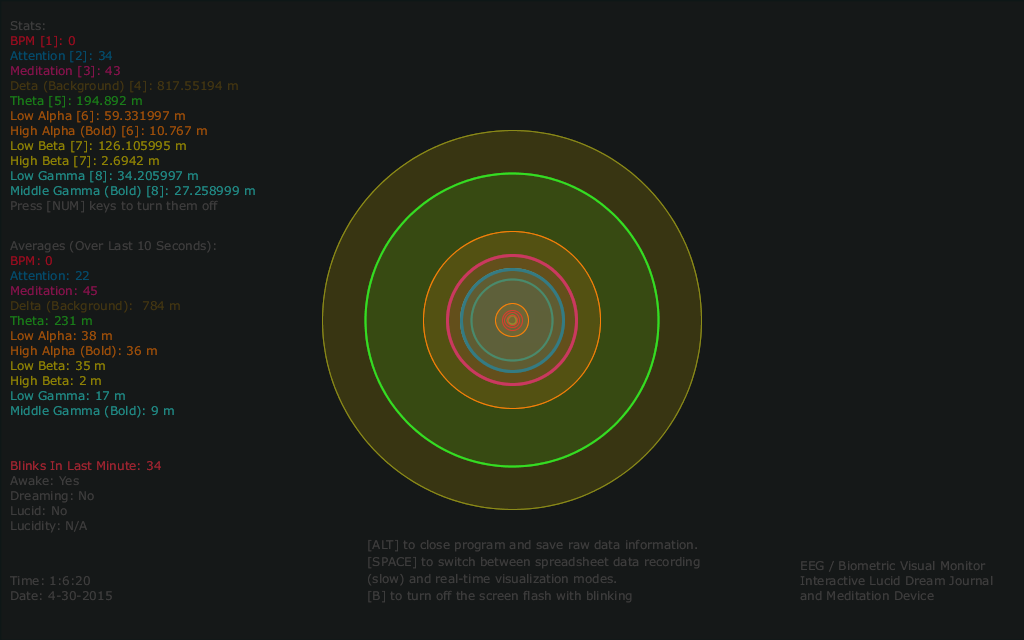 Stats:
BPM [1]: 0
Attention [2]: 34
Meditation [3]: 43
Deta (Background) [4]: 817.55194 m
Theta [5]: 194.892 m
Low Alpha [6]: 59.331997 m
High Alpha (Bold) [6]: 10.767 m
Low Beta [7]: 126.105995 m
High Beta [7]: 2.6942 m
Low Gamma [8]: 34.205997 m
Middle Gamma (Bold) [8]: 27.258999 m
Press [NUM] keys to turn them off
Averages (Over Last 10 Seconds):
BPM: 0
Attention: 22
Meditation: 45
Delta (Background):  784 m
Theta: 231 m
Low Alpha: 38 m
High Alpha (Bold): 36 m
Low Beta: 35 m
High Beta: 2 m
Low Gamma: 17 m
Middle Gamma (Bold): 9 m
Blinks In Last Minute: 34
Awake: Yes
Dreaming: No
Lucid: No
Lucidity: N/A
Time: 1:6:20
Date: 4-30-2015
[ALT] to close program and save raw data information.
[SPACE] to switch between spreadsheet data recording
(slow) and real-time visualization modes.
[B] to turn off the screen flash with blinking
EEG / Biometric Visual Monitor
Interactive Lucid Dream Journal
and Meditation Device